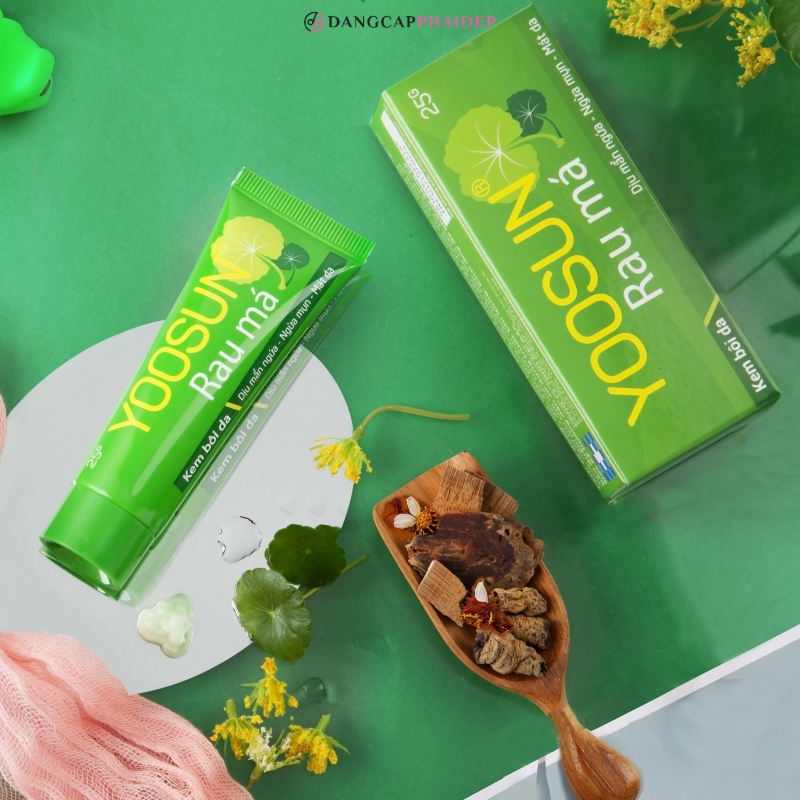 DANGCAPPHAIDEP
YOOSUN
Rau má
Kem bôi da
Dịu mẩn ngứa - Ngừa mụn - Mát da
25g
YOOSUN®
Rau má
Kem bôi da
Dịu mẩn ngứa - Ngừa mụn - Mát da
25g